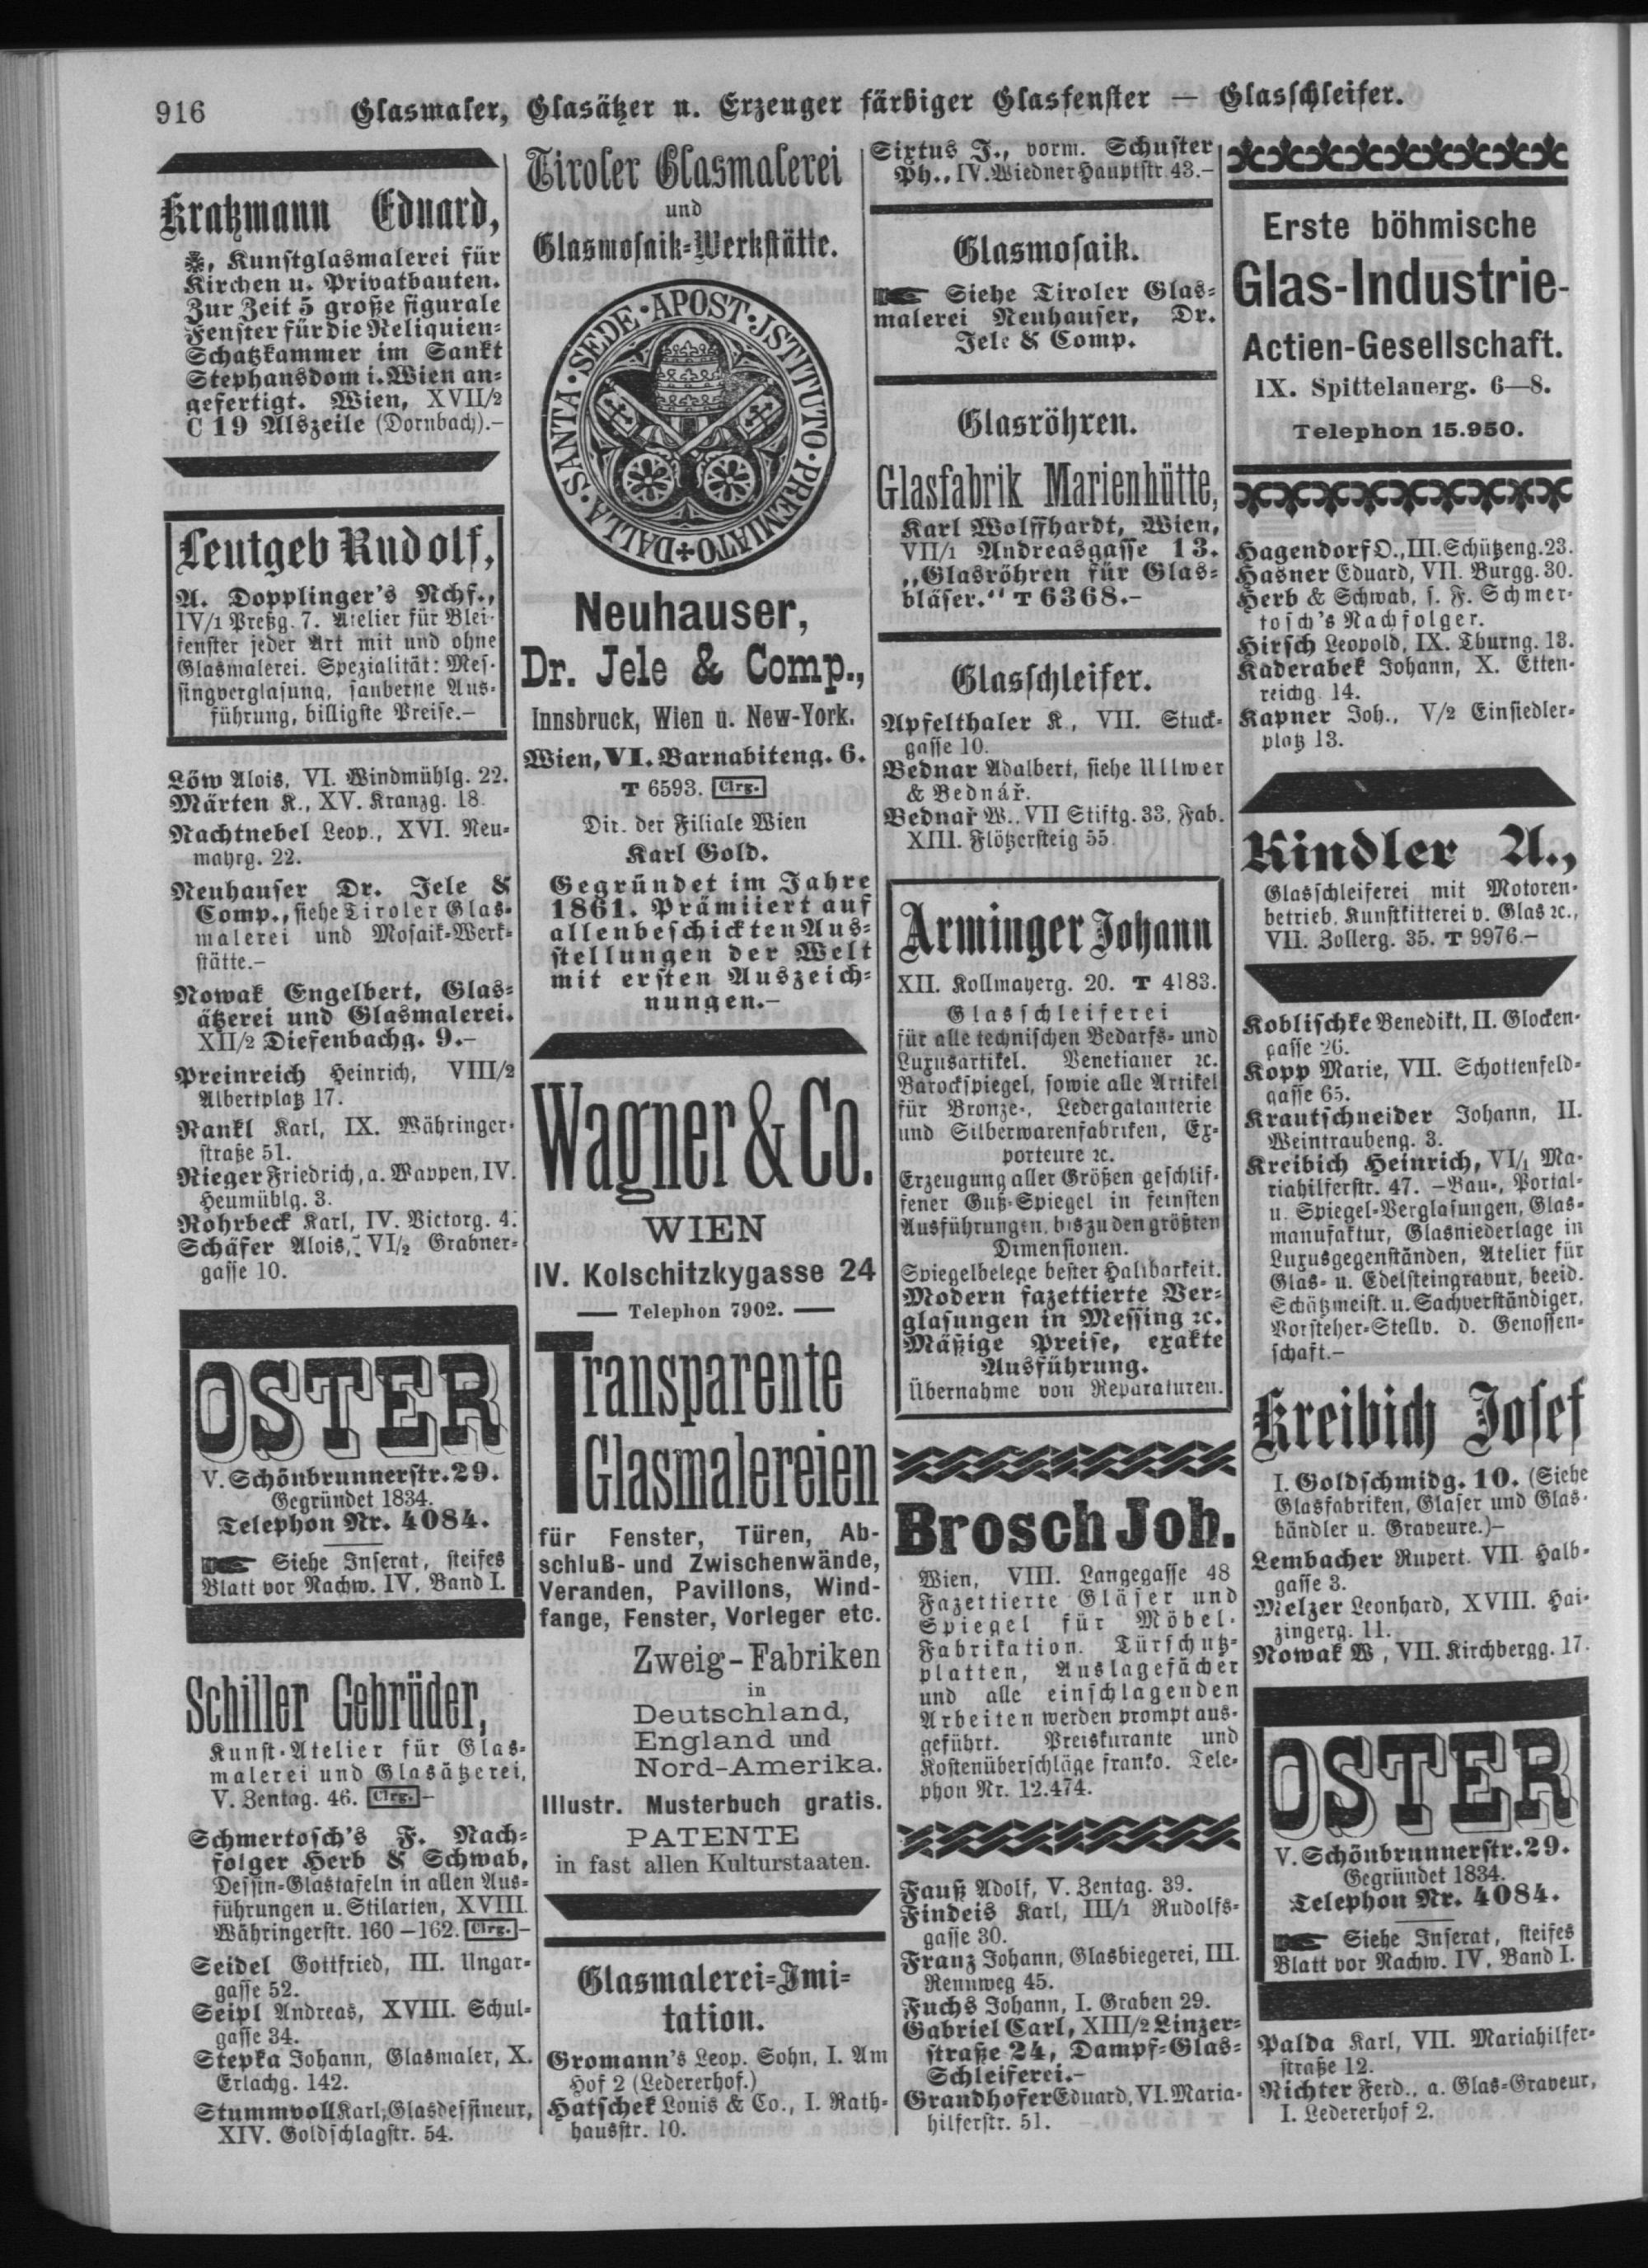 916
Glasmaler, Glasätzer u. Erzeuger färbiger Glasfenster — Glasschleifer.
Kratzmann Eduard,
Kunstglasmalerei für
Kirchen u. Privatbauten.
Zur Zeit 5 große figurale
Fenster für die Reliquien-
Schatzkammer im Sankt
Stephansdom i. Wien an-
gefertigt. Wien, XVII/2
C 19 Alszeile (Dornbach).–
Leutgeb Rudolf,
A. Dopplinger's Nchf.,
IV/1 Preßg. 7. Atelier für Blei-
fenster jeder Art mit und ohne
Glasmalerei. Spezialität: Mes-
singverglasung, sauberste Aus-
führung, billigste Preise.–
Löw Alois, VI. Windmühlg. 22.
Märten K., XV. Kranzg. 18.
Nachtnebel Leop., XVI. Neu-
mayrg. 22.
Neuhauser Dr. Jele &
Comp., siehe Tiroler Glas-
malerei und Mosaik-Werk-
stätte.–
Nowak Engelbert, Glas-
ätzerei und Glasmalerei.
XII/2 Diefenbachg. 9.–
Preinreich Heinrich, VIII/2
Albertplatz 17.
Rankl Karl, IX. Währinger-
straße 51.
Rieger Friedrich, a. Wappen, IV.
Heumühlg. 3.
Rohrbeck Karl, IV. Victorg. 4.
Schäfer Alois, VI/2 Grabner-
gasse 10.
OSTER
V. Schönbrunnerstr. 29.
Gegründet 1834.
Telephon Nr. 4084.
Siehe Inserat, steifes
Blatt vor Nachw. IV, Band I.
Schiller Gebrüder,
Kunst-Atelier für Glas-
malerei und Glasätzerei,
V. Zentag. 46. Clrg.–
Schmertosch's F. Nach-
folger Herb & Schwab,
Dessin-Glastafeln in allen Aus-
führungen u. Stilarten, XVIII.
Währingerstr. 160–162. Clrg.–
Seidel Gottfried, III. Ungar-
gasse 52.
Seipl Andreas, XVIII. Schul-
gasse 34.
Stepka Johann, Glasmaler, X.
Erlachg. 142.
Stummvoll Karl, Glasdessineur,
XIV. Goldschlagstr. 54.
Tiroler Glasmalerei
und
Glasmosaik-Werkstätte.
DALLA · SANTA · SEDE · APOST · JSTITUTO · PREMIATO
Neuhauser,
Dr. Jele & Comp.,
Innsbruck, Wien u. New-York.
Wien, VI. Barnabiteng. 6.
T 6593. Clrg.
Dir. der Filiale Wien
Karl Gold.
Gegründet im Jahre
1861. Prämiiert auf
allen beschickten Aus-
stellungen der Welt
mit ersten Auszeich-
nungen.–
Wagner & Co.
WIEN
IV. Kolschitzkygasse 24
— Telephon 7902. —
Transparente
Glasmalereien
für Fenster, Türen, Ab-
schluß- und Zwischenwände,
Veranden, Pavillons, Wind-
fange, Fenster, Vorleger etc.
Zweig-Fabriken
in
Deutschland,
England und
Nord-Amerika.
Illustr. Musterbuch gratis.
PATENTE
in fast allen Kulturstaaten.
Glasmalerei-Imi-
tation.
Gromann's Leop. Sohn, I. Am
Hof 2 (Ledererhof.)
Hatschek Louis & Co., I. Rath-
hausstr. 10.
Sixtus J., vorm. Schuster
Ph., IV. Wiedner Hauptstr. 43.–
Glasmosaik.
Siehe Tiroler Glas-
malerei Neuhauser, Dr.
Jele & Comp.
Glasröhren.
Glasfabrik Marienhütte,
Karl Wolffhardt, Wien,
VII/1 Andreasgasse 13.
„Glasröhren für Glas-
bläser." T 6368.–
Glasschleifer.
Apfelthaler K., VII. Stuck-
gasse 10.
Bednar Adalbert, siehe Ullwer
& Bednář.
Bednař W., VII Stiftg. 33, Fab.
XIII. Flötzersteig 55.
Arminger Johann
XII. Kollmayerg. 20. T 4183.
Glasschleiferei
für alle technischen Bedarfs- und
Luxusartikel. Venetianer ꝛc.
Barockspiegel, sowie alle Artikel
für Bronze-, Ledergalanterie
und Silberwarenfabriken, Ex-
porteure ꝛc.
Erzeugung aller Größen geschlif-
fener Guß-Spiegel in feinsten
Ausführungen, bis zu den größten
Dimensionen.
Spiegelbelege bester Haltbarkeit.
Modern fazettierte Ver-
glasungen in Messing ꝛc.
Mäßige Preise, exakte
Ausführung.
Übernahme von Reparaturen.
Brosch Joh.
Wien, VIII. Langegasse 48
Fazettierte Gläser und
Spiegel für Möbel-
Fabrikation. Türschutz-
platten, Auslagefächer
und alle einschlagenden
Arbeiten werden prompt aus-
geführt. Preiskurante und
Kostenüberschläge franko. Tele-
phon Nr. 12.474.
Fauß Adolf, V. Zentag. 39.
Findeis Karl, III/1 Rudolfs-
gasse 30.
Franz Johann, Glasbiegerei, III.
Rennweg 45.
Fuchs Johann, I. Graben 29.
Gabriel Carl, XIII/2 Linzer-
straße 24, Dampf-Glas-
Schleiferei.–
Grandhofer Eduard, VI. Maria-
hilferstr. 51.
Erste böhmische
Glas-Industrie-
Actien-Gesellschaft.
IX. Spittelauerg. 6—8.
Telephon 15.950.
Hagendorf O., III. Schützeng. 23.
Hasner Eduard, VII. Burgg. 30.
Herb & Schwab, s. F. Schmer-
tosch's Nachfolger.
Hirsch Leopold, IX. Thurng. 13.
Kaderabek Johann, X. Etten-
reichg. 14.
Kapner Joh., V/2 Einsiedler-
platz 13.
Kindler A.,
Glasschleiferei mit Motoren-
betrieb, Kunstkitterei v. Glas ꝛc.,
VII. Zollerg. 35. T 9976.–
Koblischke Benedikt, II. Glocken-
gasse 26.
Kopp Marie, VII. Schottenfeld-
gasse 65.
Krautschneider Johann, II.
Weintraubeng. 3.
Kreibich Heinrich, VI/1 Ma-
riahilferstr. 47. –Bau-, Portal-
u. Spiegel-Verglasungen, Glas-
manufaktur, Glasniederlage in
Luxusgegenständen, Atelier für
Glas- u. Edelsteingravur, beeid.
Schätzmeist. u. Sachverständiger,
Vorsteher-Stellv. d. Genossen-
schaft.–
Kreibich Josef
I. Goldschmidg. 10. (Siehe
Glasfabriken, Glaser und Glas-
händler u. Graveure.)–
Lembacher Rupert. VII. Halb-
gasse 3.
Melzer Leonhard, XVIII. Hai-
zingerg. 11.
Nowak W., VII. Kirchbergg. 17.
OSTER
V. Schönbrunnerstr. 29.
Gegründet 1834.
Telephon Nr. 4084.
Siehe Inserat, steifes
Blatt vor Nachw. IV, Band I.
Palda Karl, VII. Mariahilfer-
straße 12.
Richter Ferd., a. Glas-Graveur,
I. Ledererhof 2.